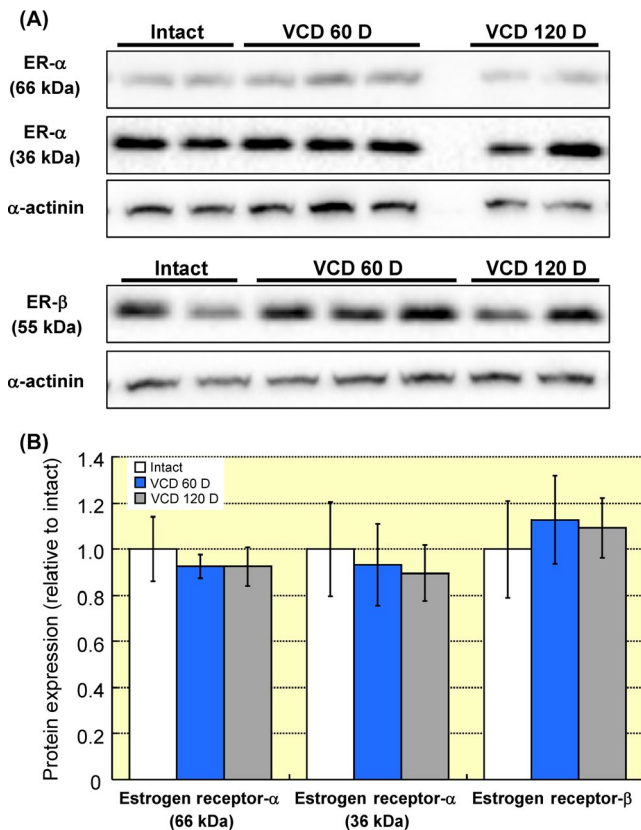 (A)
Intact VCD 60 D VCD 120 D
ER-α
(66 kDa)
ER-α
(36 kDa)
α-actinin
Intact VCD 60 D VCD 120 D
ER-β
(55 kDa)
α-actinin
(B)
Protein expression (relative to intact)
1.4
1.2
1.0
0.8
0.6
0.4
0.2
0
Intact
VCD 60 D
VCD 120 D
Estrogen receptor-α Estrogen receptor-α Estrogen receptor-β
(66 kDa) (36 kDa)